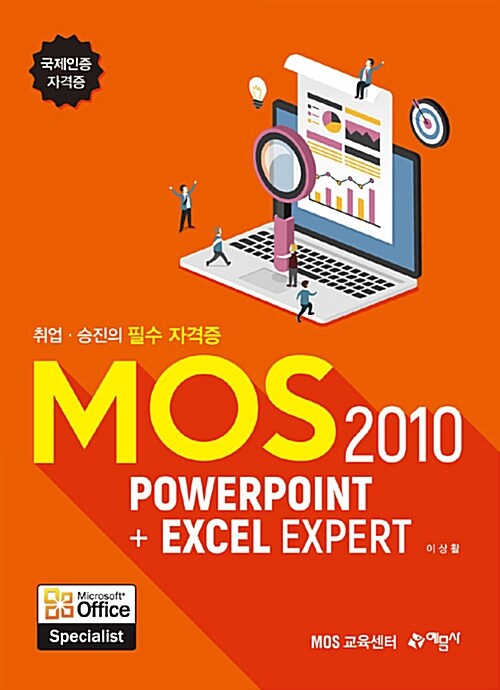 국제인증
자격증
취업·승진의 필수 자격증
MOS 2010
POWERPOINT
+ EXCEL EXPERT
이상활
Microsoft®
Office
Specialist
MOS 교육센터
예문사